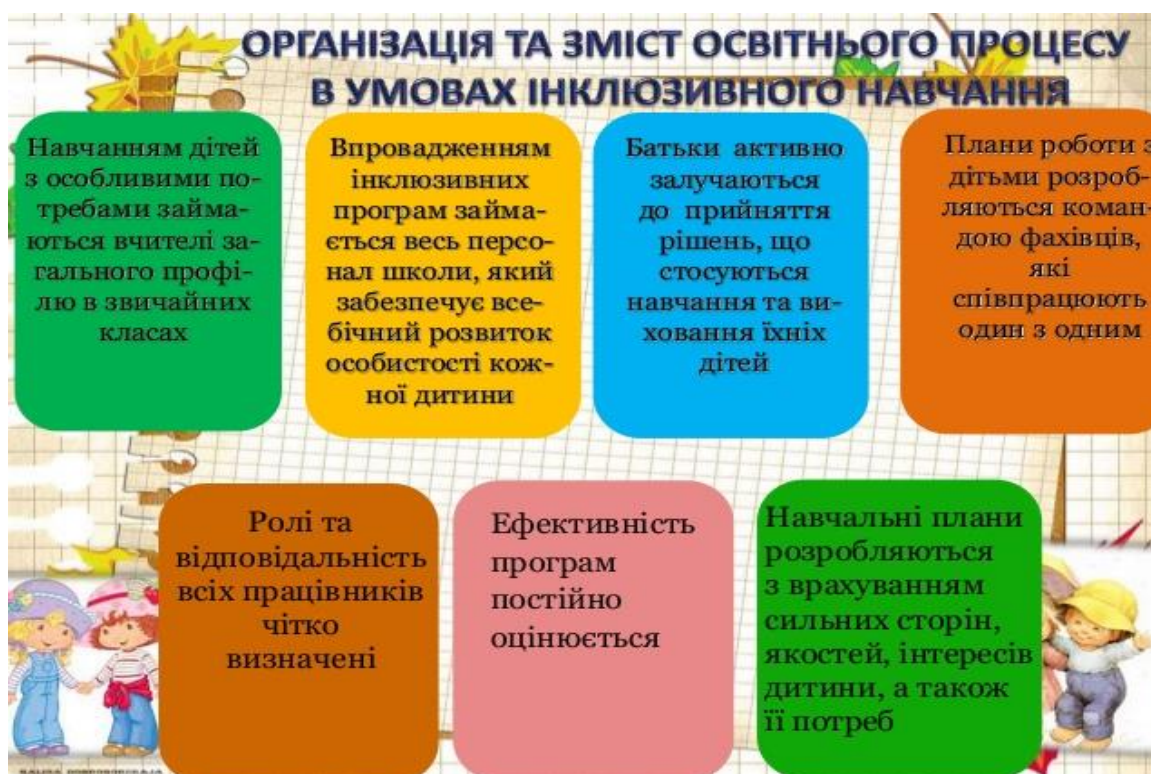 ОРГАНІЗАЦІЯ ТА ЗМІСТ ОСВІТНЬОГО ПРОЦЕСУ
В УМОВАХ ІНКЛЮЗИВНОГО НАВЧАННЯ
Навчанням дітей
з особливими по-
требами займа-
ються вчителі за-
гального профі-
лю в звичайних
класах
Впровадженням
інклюзивних
програм займа-
ється весь персо-
нал школи, який
забезпечує все-
бічний розвиток
особистості кож-
ної дитини
Батьки активно
залучаються
до прийняття
рішень, що
стосуються
навчання та ви-
ховання їхніх
дітей
Плани роботи з
дітьми розроб-
ляються коман-
дою фахівців,
які
співпрацюють
один з одним
Ролі та
відповідальність
всіх працівників
чітко
визначені
Ефективність
програм
постійно
оцінюється
Навчальні плани
розробляються
з врахуванням
сильних сторін,
якостей, інтересів
дитини, а також
її потреб